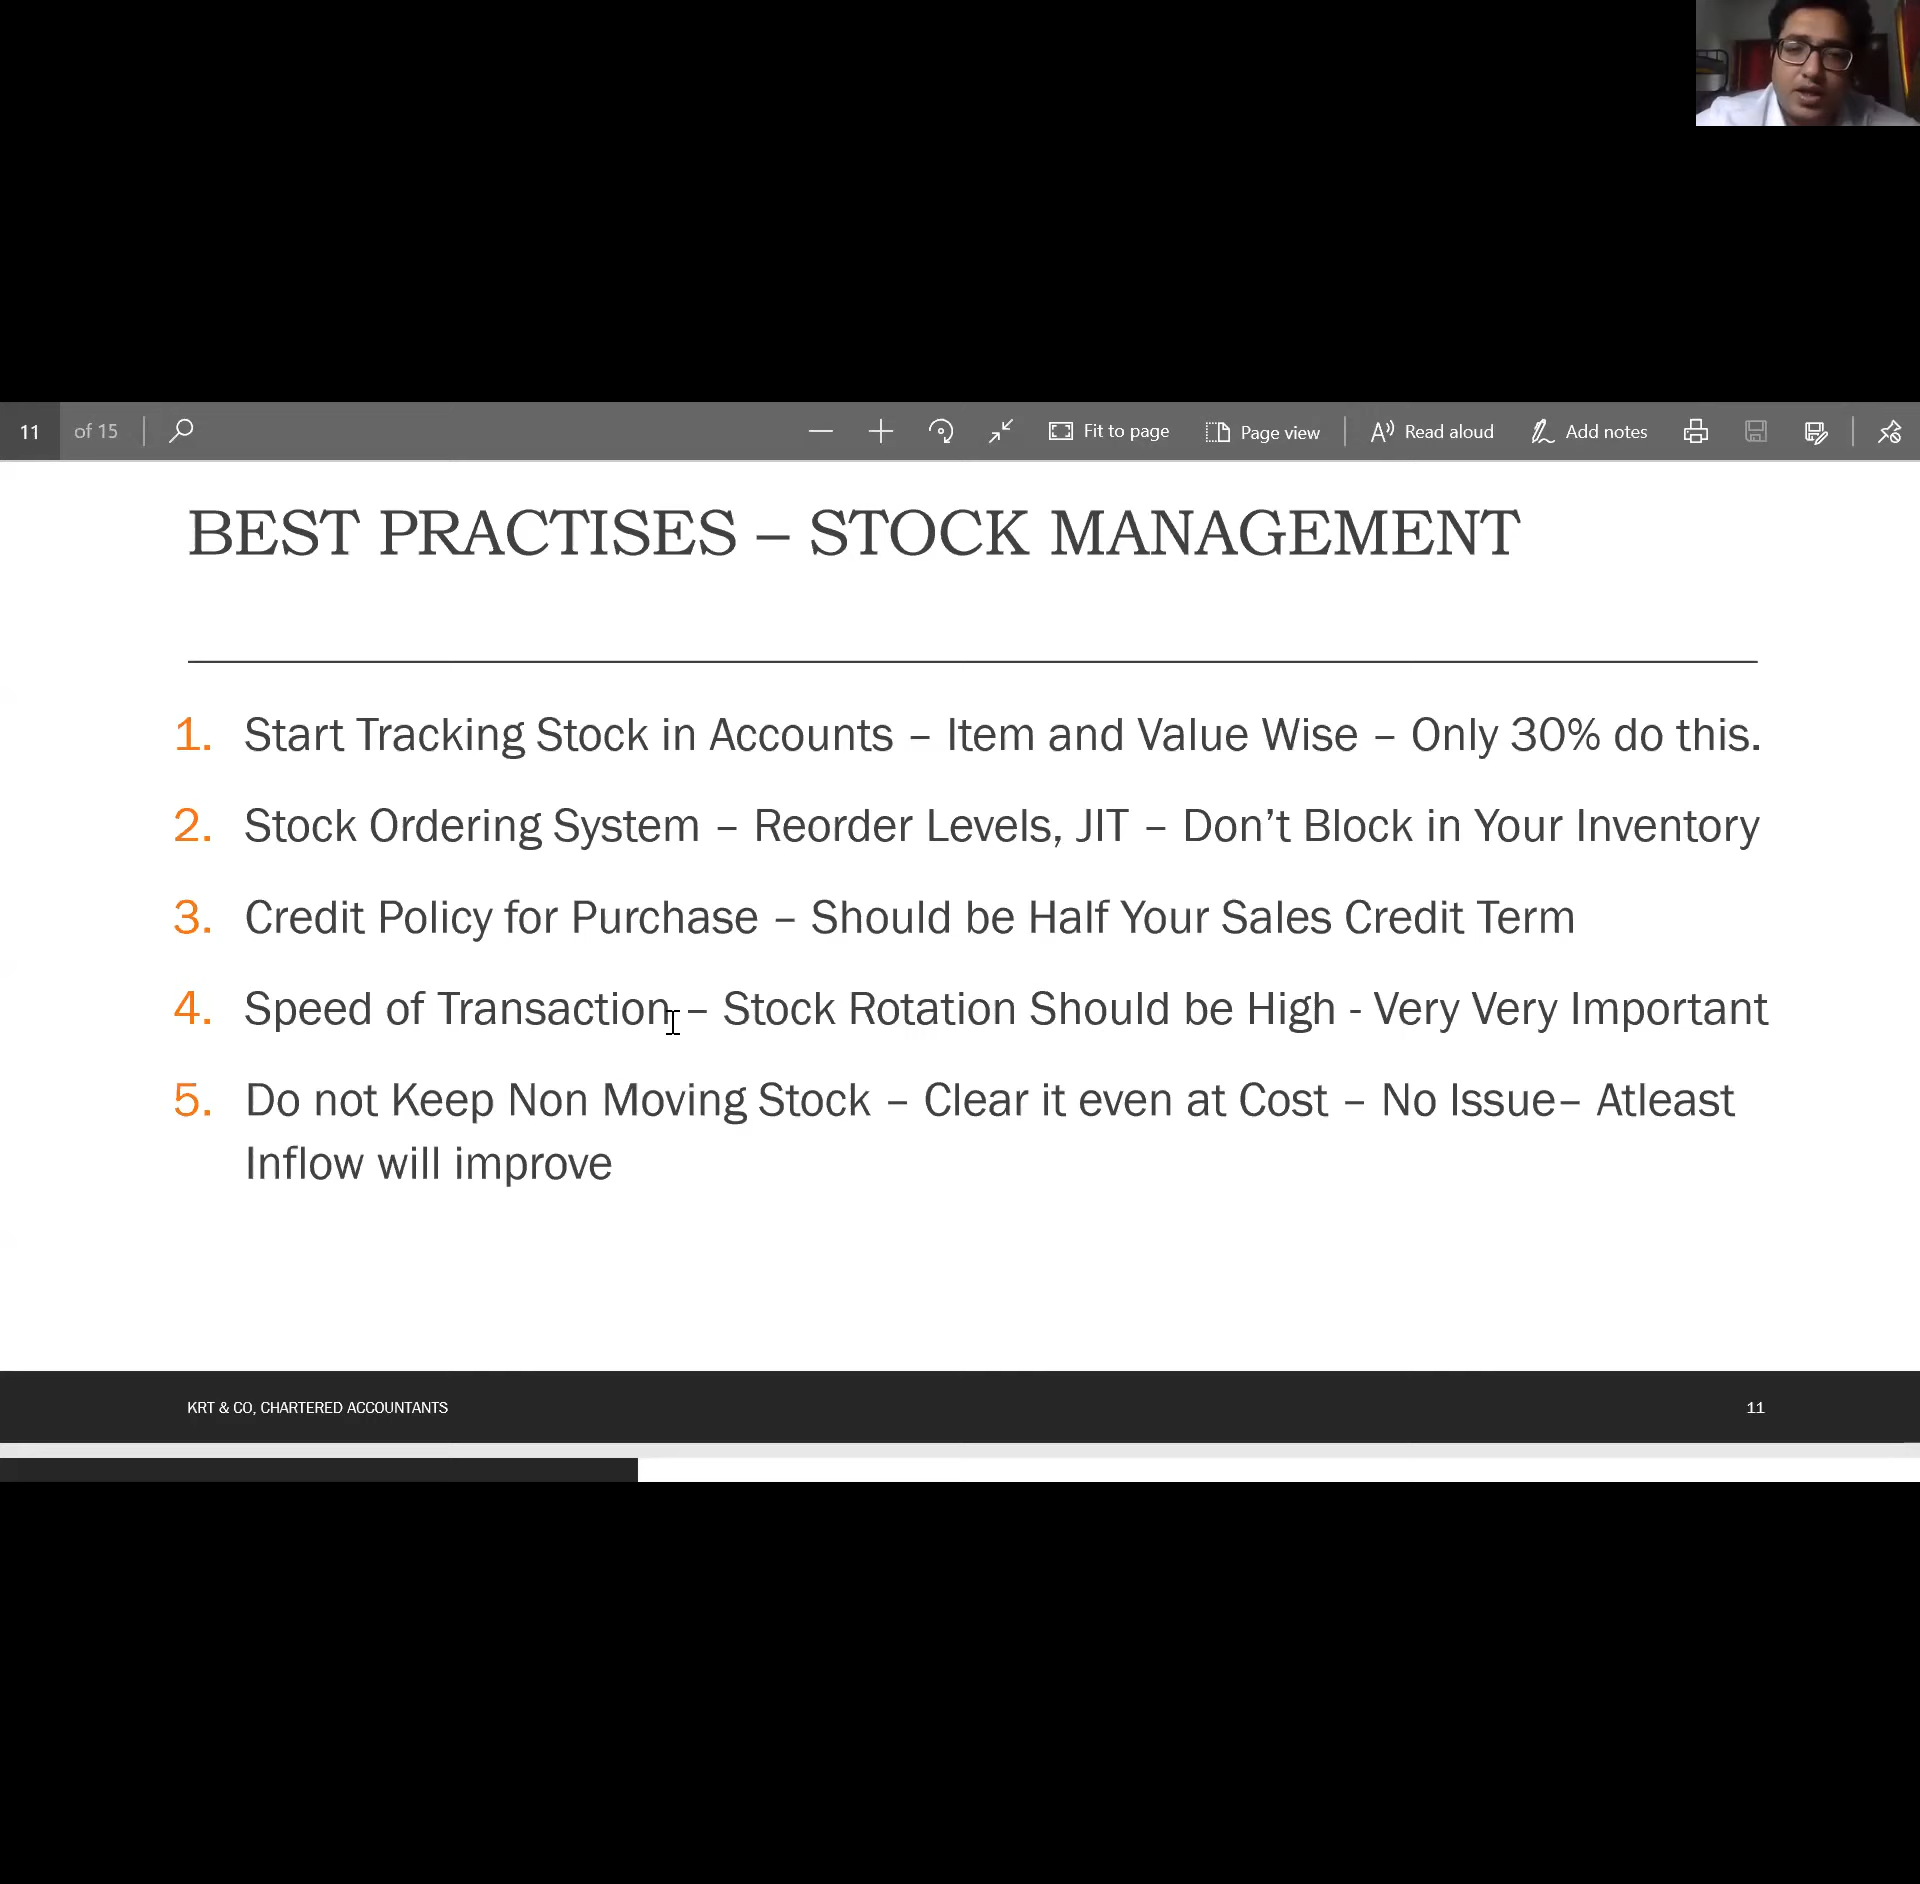 11 of 15 Fit to page Page view Read aloud Add notes
BEST PRACTISES – STOCK MANAGEMENT
1. Start Tracking Stock in Accounts – Item and Value Wise – Only 30% do this.
2. Stock Ordering System – Reorder Levels, JIT – Don’t Block in Your Inventory
3. Credit Policy for Purchase – Should be Half Your Sales Credit Term
4. Speed of Transaction – Stock Rotation Should be High - Very Very Important
5. Do not Keep Non Moving Stock – Clear it even at Cost – No Issue– Atleast
Inflow will improve
KRT & CO, CHARTERED ACCOUNTANTS 11